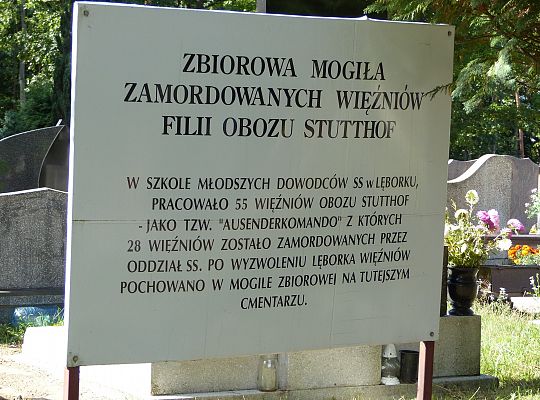 ZBIOROWA MOGIŁA
ZAMORDOWANYCH WIĘŹNIÓW
FILII OBOZU STUTTHOF
W SZKOLE MŁODSZYCH DOWODCÓW SS w LĘBORKU,
PRACOWAŁO 55 WIĘŹNIÓW OBOZU STUTTHOF
- JAKO TZW. "AUSENDERKOMANDO" Z KTÓRYCH
28 WIĘŹNIÓW ZOSTAŁO ZAMORDOWANYCH PRZEZ
ODDZIAŁ SS. PO WYZWOLENIU LĘBORKA WIĘŹNIÓW
POCHOWANO W MOGILE ZBIOROWEJ NA TUTEJSZYM
CMENTARZU.